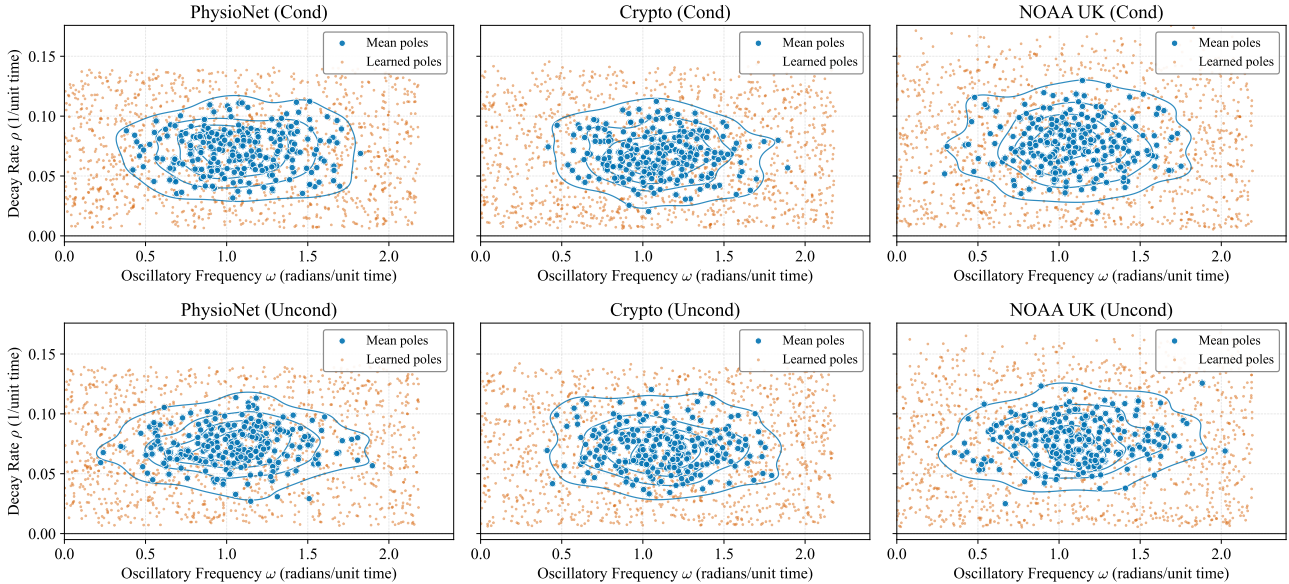 PhysioNet (Cond)
Crypto (Cond)
NOAA UK (Cond)
Decay Rate ρ (1/unit time)
0.15
0.10
0.05
0.00
Mean poles
Learned poles
Mean poles
Learned poles
Mean poles
Learned poles
0.0 0.5 1.0 1.5 2.0
0.0 0.5 1.0 1.5 2.0
0.0 0.5 1.0 1.5 2.0
Oscillatory Frequency ω (radians/unit time)
Oscillatory Frequency ω (radians/unit time)
Oscillatory Frequency ω (radians/unit time)
PhysioNet (Uncond)
Crypto (Uncond)
NOAA UK (Uncond)
Decay Rate ρ (1/unit time)
0.15
0.10
0.05
0.00
Mean poles
Learned poles
Mean poles
Learned poles
Mean poles
Learned poles
0.0 0.5 1.0 1.5 2.0
0.0 0.5 1.0 1.5 2.0
0.0 0.5 1.0 1.5 2.0
Oscillatory Frequency ω (radians/unit time)
Oscillatory Frequency ω (radians/unit time)
Oscillatory Frequency ω (radians/unit time)